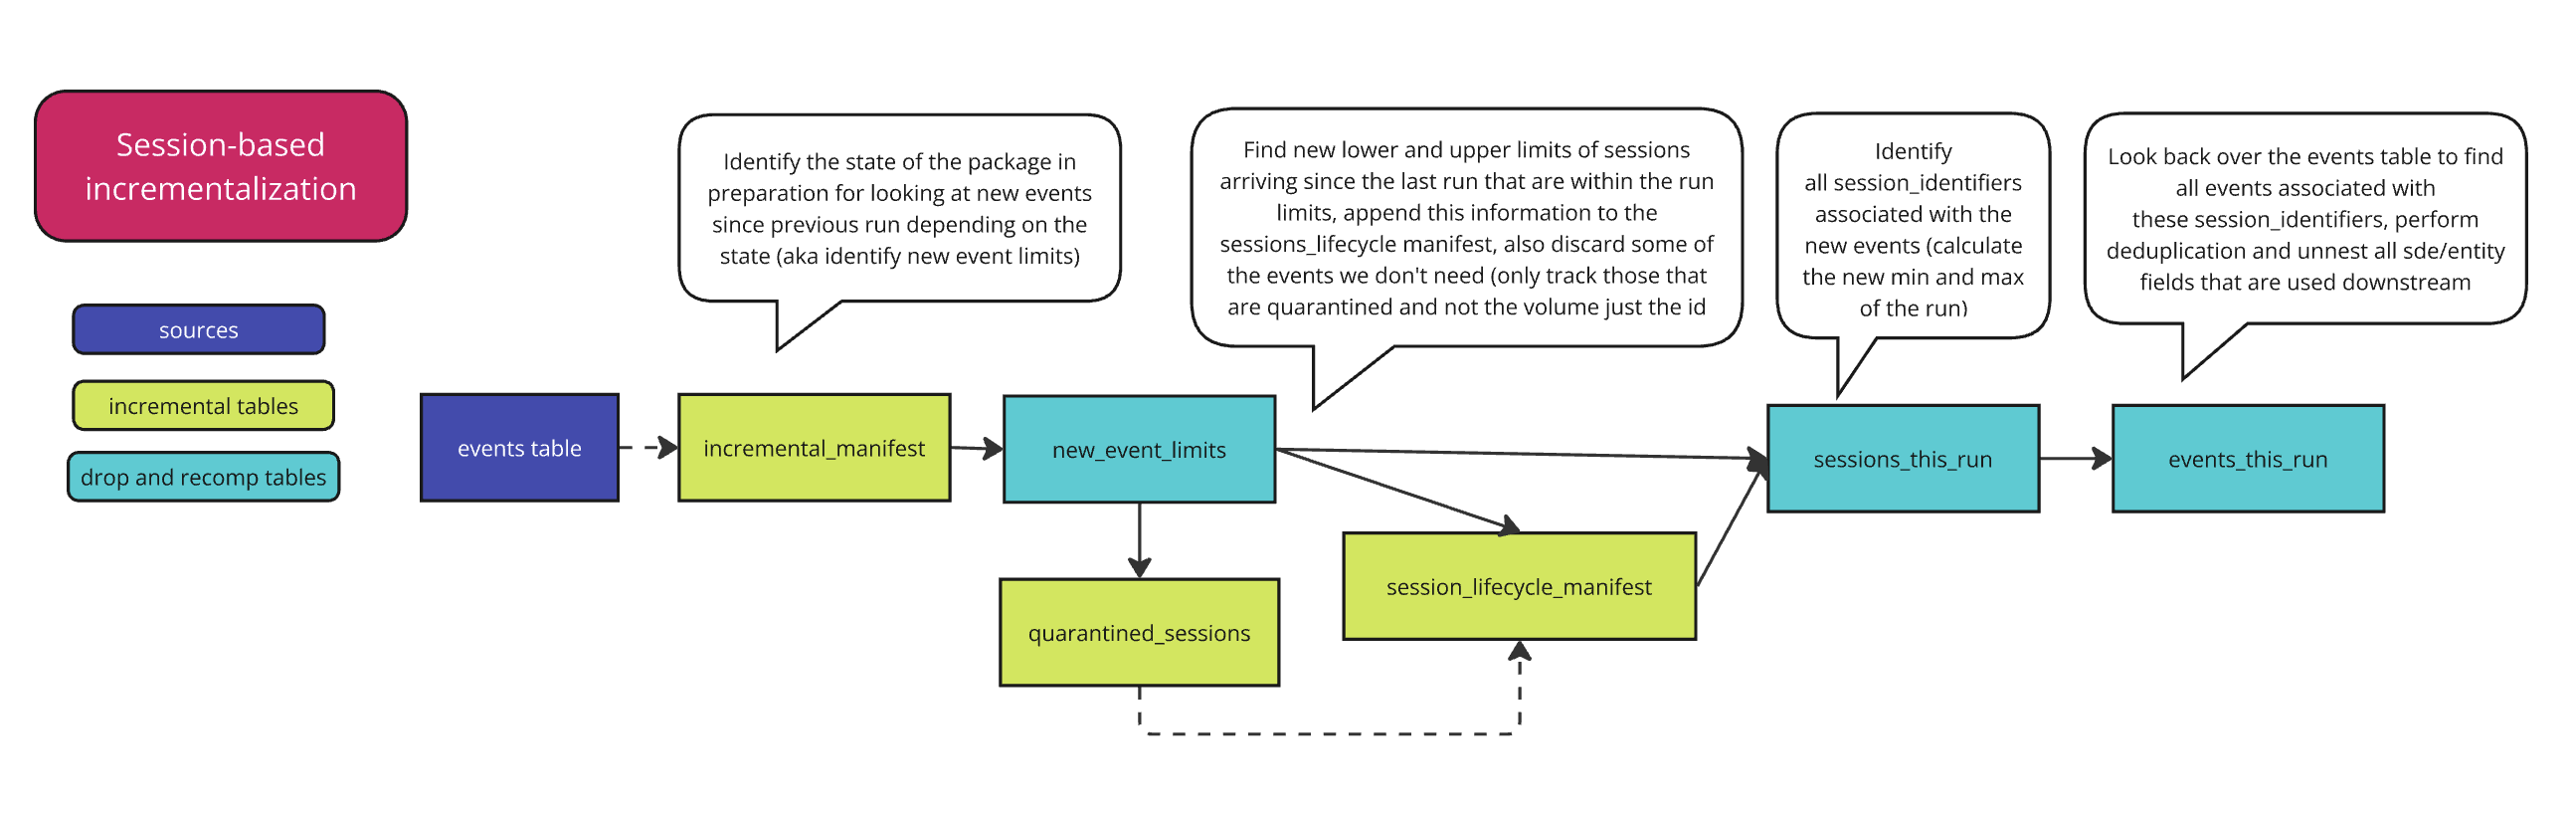 Session-based
incrementalization
sources
incremental tables
drop and recomp tables
Identify the state of the package in
preparation for looking at new events
since previous run depending on the
state (aka identify new event limits)
Find new lower and upper limits of sessions
arriving since the last run that are within the run
limits, append this information to the
sessions_lifecycle manifest, also discard some of
the events we don't need (only track those that
are quarantined and not the volume just the id
Identify
all session_identifiers
associated with the
new events (calculate
the new min and max
of the run)
Look back over the events table to find
all events associated with
these session_identifiers, perform
deduplication and unnest all sde/entity
fields that are used downstream
events table
incremental_manifest
new_event_limits
sessions_this_run
events_this_run
session_lifecycle_manifest
quarantined_sessions